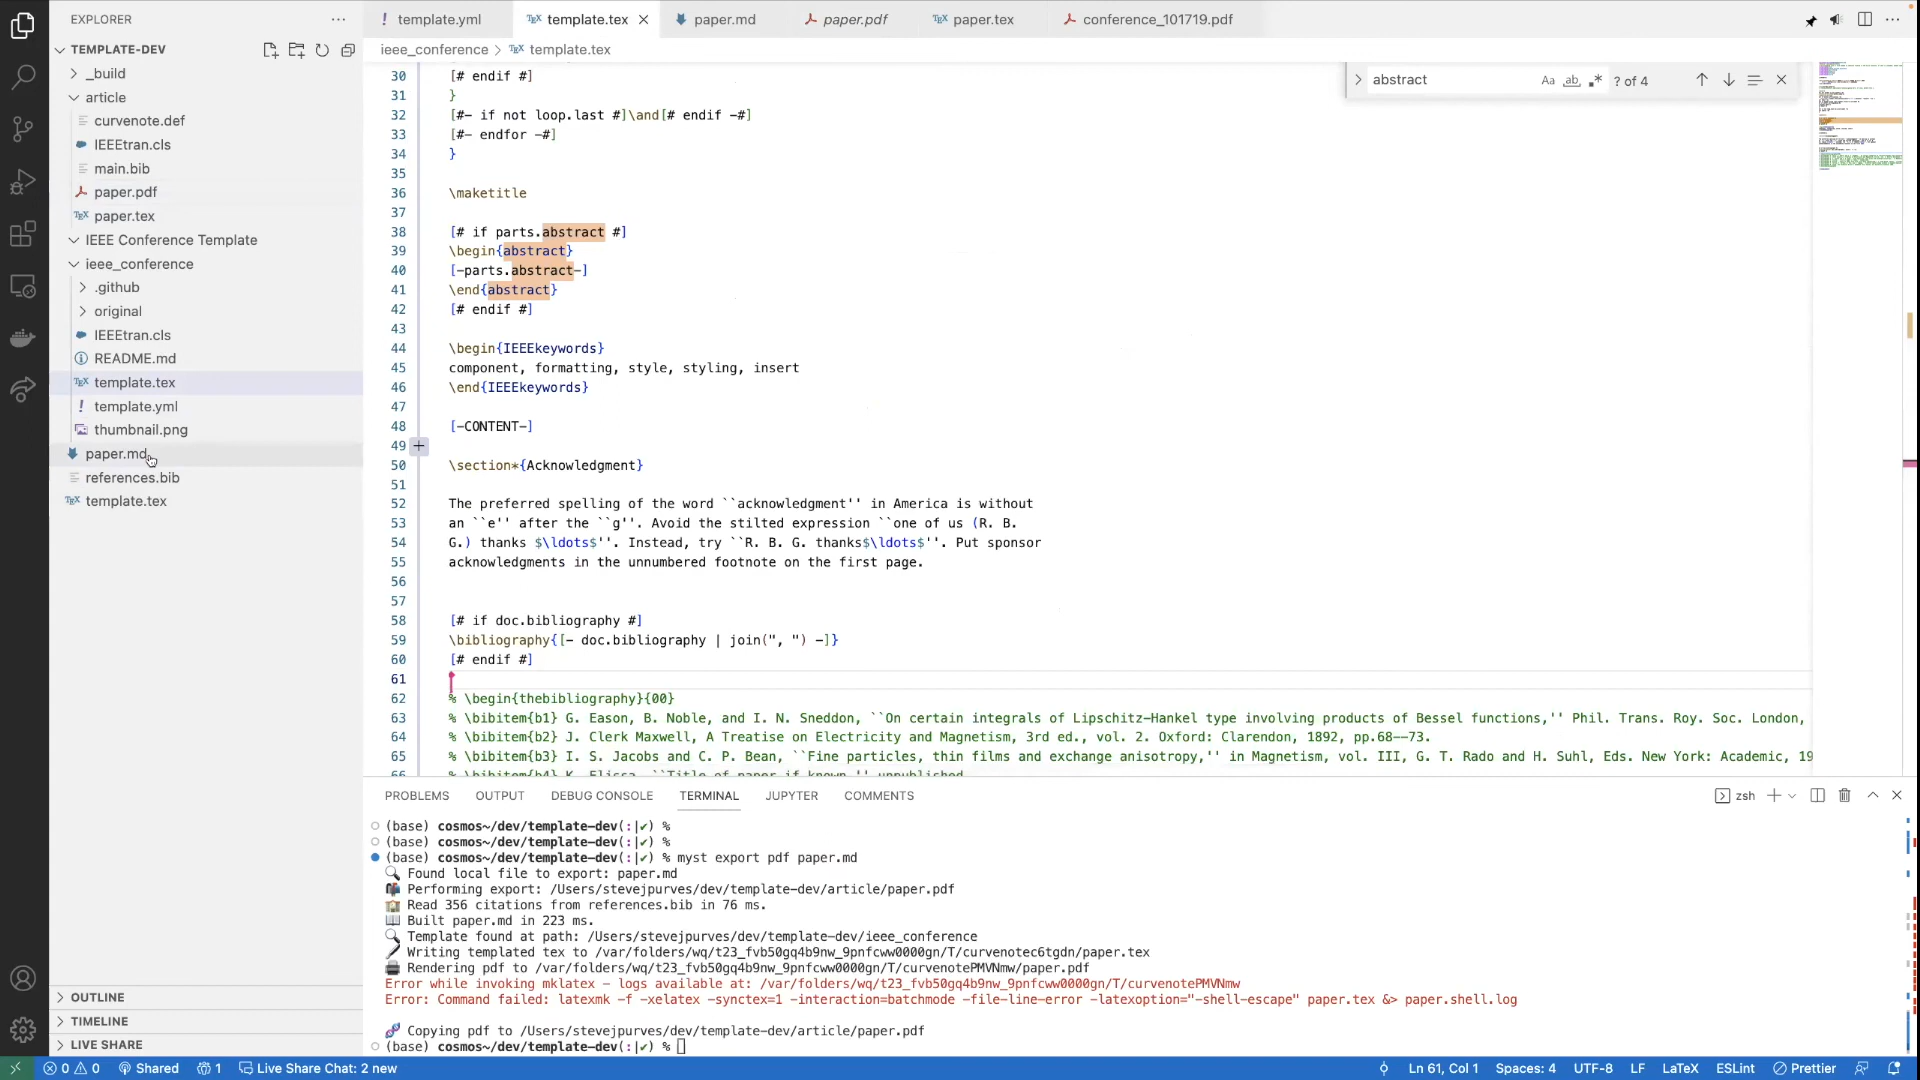 EXPLORER
template.yml
template.tex
paper.md
paper.pdf
paper.tex
conference_101719.pdf
TEMPLATE-DEV
ieee_conference > template.tex
_build
article
curvenote.def
IEEEtran.cls
main.bib
paper.pdf
paper.tex
IEEE Conference Template
ieee_conference
.github
original
IEEEtran.cls
README.md
template.tex
template.yml
thumbnail.png
paper.md
references.bib
template.tex
OUTLINE
TIMELINE
LIVE SHARE
abstract
Aa ab ? of 4
30 [# endif #]
31 }
32 [#- if not loop.last #]\and[# endif -#]
33 [#- endfor -#]
34 }
35
36 \maketitle
37
38 [# if parts.abstract #]
39 \begin{abstract}
40 [-parts.abstract-]
41 \end{abstract}
42 [# endif #]
43
44 \begin{IEEEkeywords}
45 component, formatting, style, styling, insert
46 \end{IEEEkeywords}
47
48 [-CONTENT-]
49
50 \section*{Acknowledgment}
51
52 The preferred spelling of the word ``acknowledgment'' in America is without
53 an ``e'' after the ``g''. Avoid the stilted expression ``one of us (R. B.
54 G.) thanks $\ldots$''. Instead, try ``R. B. G. thanks$\ldots$''. Put sponsor
55 acknowledgments in the unnumbered footnote on the first page.
56
57
58 [# if doc.bibliography #]
59 \bibliography{[- doc.bibliography | join(", ") -]}
60 [# endif #]
61
62 % \begin{thebibliography}{00}
63 % \bibitem{b1} G. Eason, B. Noble, and I. N. Sneddon, ``On certain integrals of Lipschitz-Hankel type involving products of Bessel functions,'' Phil. Trans. Roy. Soc. London,
64 % \bibitem{b2} J. Clerk Maxwell, A Treatise on Electricity and Magnetism, 3rd ed., vol. 2. Oxford: Clarendon, 1892, pp.68--73.
65 % \bibitem{b3} I. S. Jacobs and C. P. Bean, ``Fine particles, thin films and exchange anisotropy,'' in Magnetism, vol. III, G. T. Rado and H. Suhl, Eds. New York: Academic, 19
66 % \bibitem{b4} K. Elissa, ``Title of paper if known,'' unpublished
PROBLEMS OUTPUT DEBUG CONSOLE TERMINAL JUPYTER COMMENTS
zsh
(base) cosmos~/dev/template-dev(:|✔) %
(base) cosmos~/dev/template-dev(:|✔) %
(base) cosmos~/dev/template-dev(:|✔) % myst export pdf paper.md
Found local file to export: paper.md
Performing export: /Users/stevejpurves/dev/template-dev/article/paper.pdf
Read 356 citations from references.bib in 76 ms.
Built paper.md in 223 ms.
Template found at path: /Users/stevejpurves/dev/template-dev/ieee_conference
Writing templated tex to /var/folders/wq/t23_fvb50gq4b9nw_9pnfcww0000gn/T/curvenotec6tgdn/paper.tex
Rendering pdf to /var/folders/wq/t23_fvb50gq4b9nw_9pnfcww0000gn/T/curvenotePMVNmw/paper.pdf
Error while invoking mklatex - logs available at: /var/folders/wq/t23_fvb50gq4b9nw_9pnfcww0000gn/T/curvenotePMVNmw
Error: Command failed: latexmk -f -xelatex -synctex=1 -interaction=batchmode -file-line-error -latexoption="-shell-escape" paper.tex &> paper.shell.log
Copying pdf to /Users/stevejpurves/dev/template-dev/article/paper.pdf
(base) cosmos~/dev/template-dev(:|✔) %
0 0 Shared 1 Live Share Chat: 2 new
Ln 61, Col 1 Spaces: 4 UTF-8 LF LaTeX ESLint Prettier